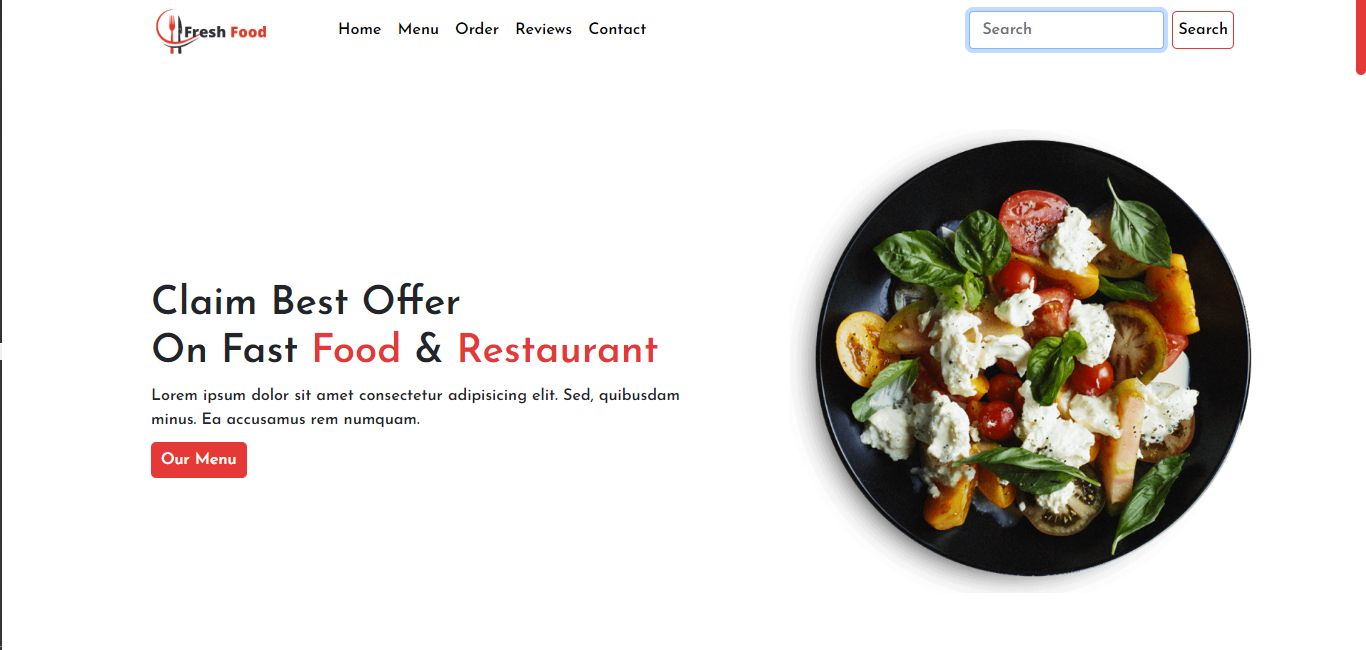 Fresh Food
Home Menu Order Reviews Contact
Search
Search
Claim Best Offer
On Fast Food & Restaurant
Lorem ipsum dolor sit amet consectetur adipisicing elit. Sed, quibusdam
minus. Ea accusamus rem numquam.
Our Menu